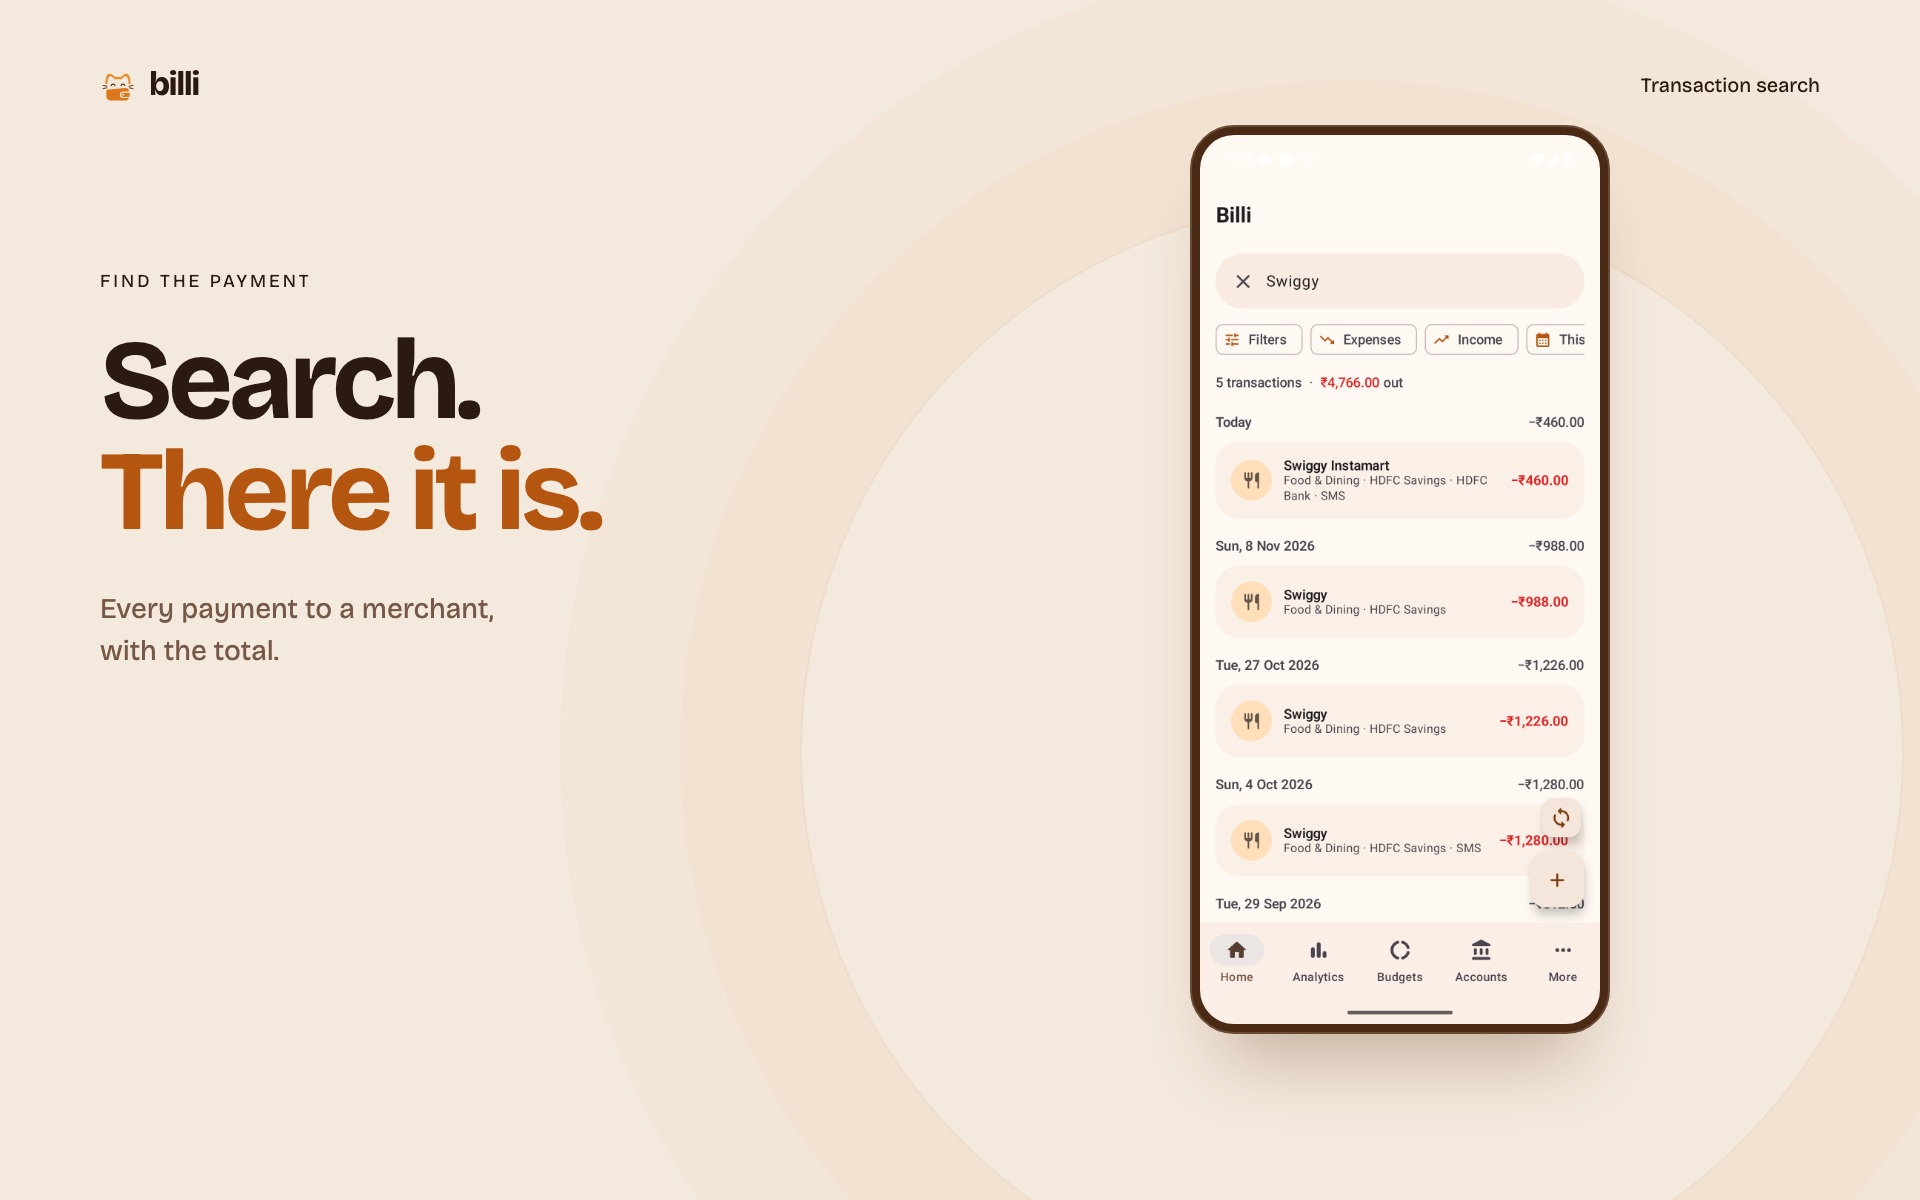 billi
Transaction search
FIND THE PAYMENT
Search.
There it is.
Every payment to a merchant,
with the total.
Billi
Swiggy
Filters
Expenses
Income
This
5 transactions · ₹4,766.00 out
Today −₹460.00
Swiggy Instamart
Food & Dining · HDFC Savings · HDFC
Bank · SMS
−₹460.00
Sun, 8 Nov 2026 −₹988.00
Swiggy
Food & Dining · HDFC Savings
−₹988.00
Tue, 27 Oct 2026 −₹1,226.00
Swiggy
Food & Dining · HDFC Savings
−₹1,226.00
Sun, 4 Oct 2026 −₹1,280.00
Swiggy
Food & Dining · HDFC Savings · SMS
−₹1,280.00
Tue, 29 Sep 2026
Home
Analytics
Budgets
Accounts
More